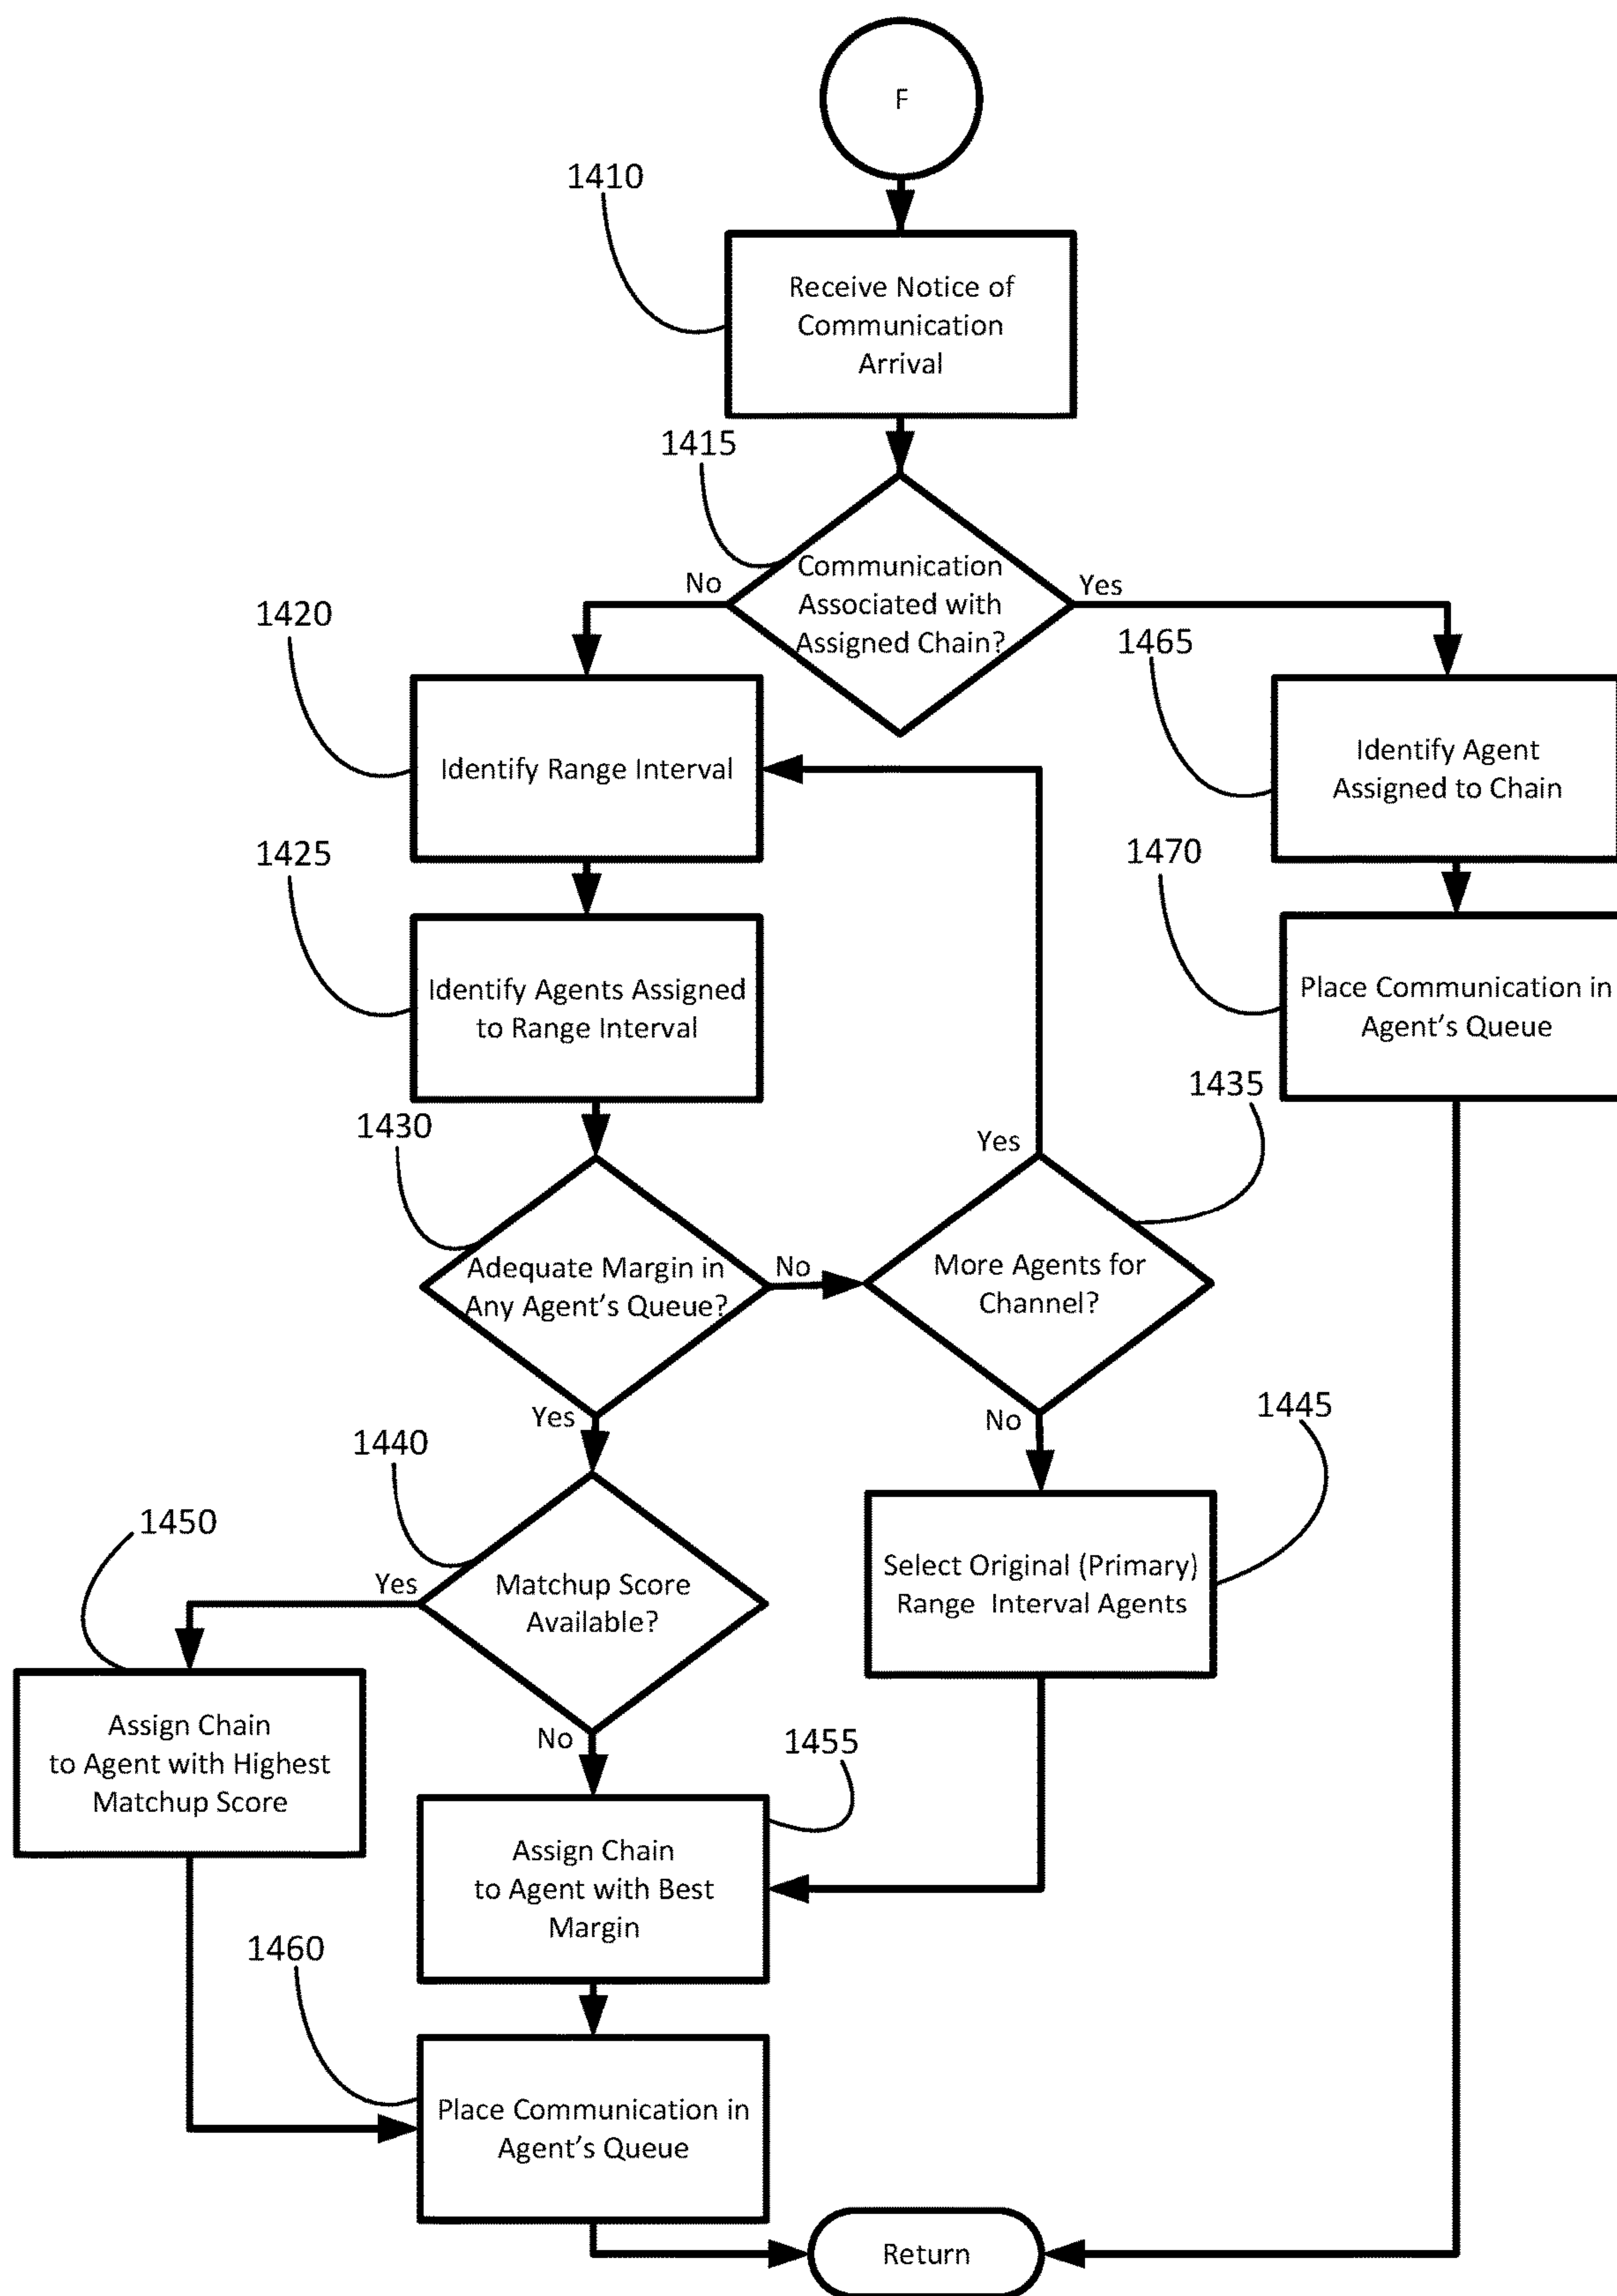 F
1410
Receive Notice of
Communication
Arrival
1415
Communication
Associated with
Assigned Chain?
No
Yes
1420
Identify Range Interval
1465
Identify Agent
Assigned to Chain
1425
Identify Agents Assigned
to Range Interval
1470
Place Communication in
Agent's Queue
1430
Adequate Margin in
Any Agent's Queue?
No
Yes
1435
Yes
More Agents for
Channel?
No
1440
Matchup Score
Available?
Yes
No
1445
Select Original (Primary)
Range Interval Agents
1450
Assign Chain
to Agent with Highest
Matchup Score
1455
Assign Chain
to Agent with Best
Margin
1460
Place Communication in
Agent's Queue
Return